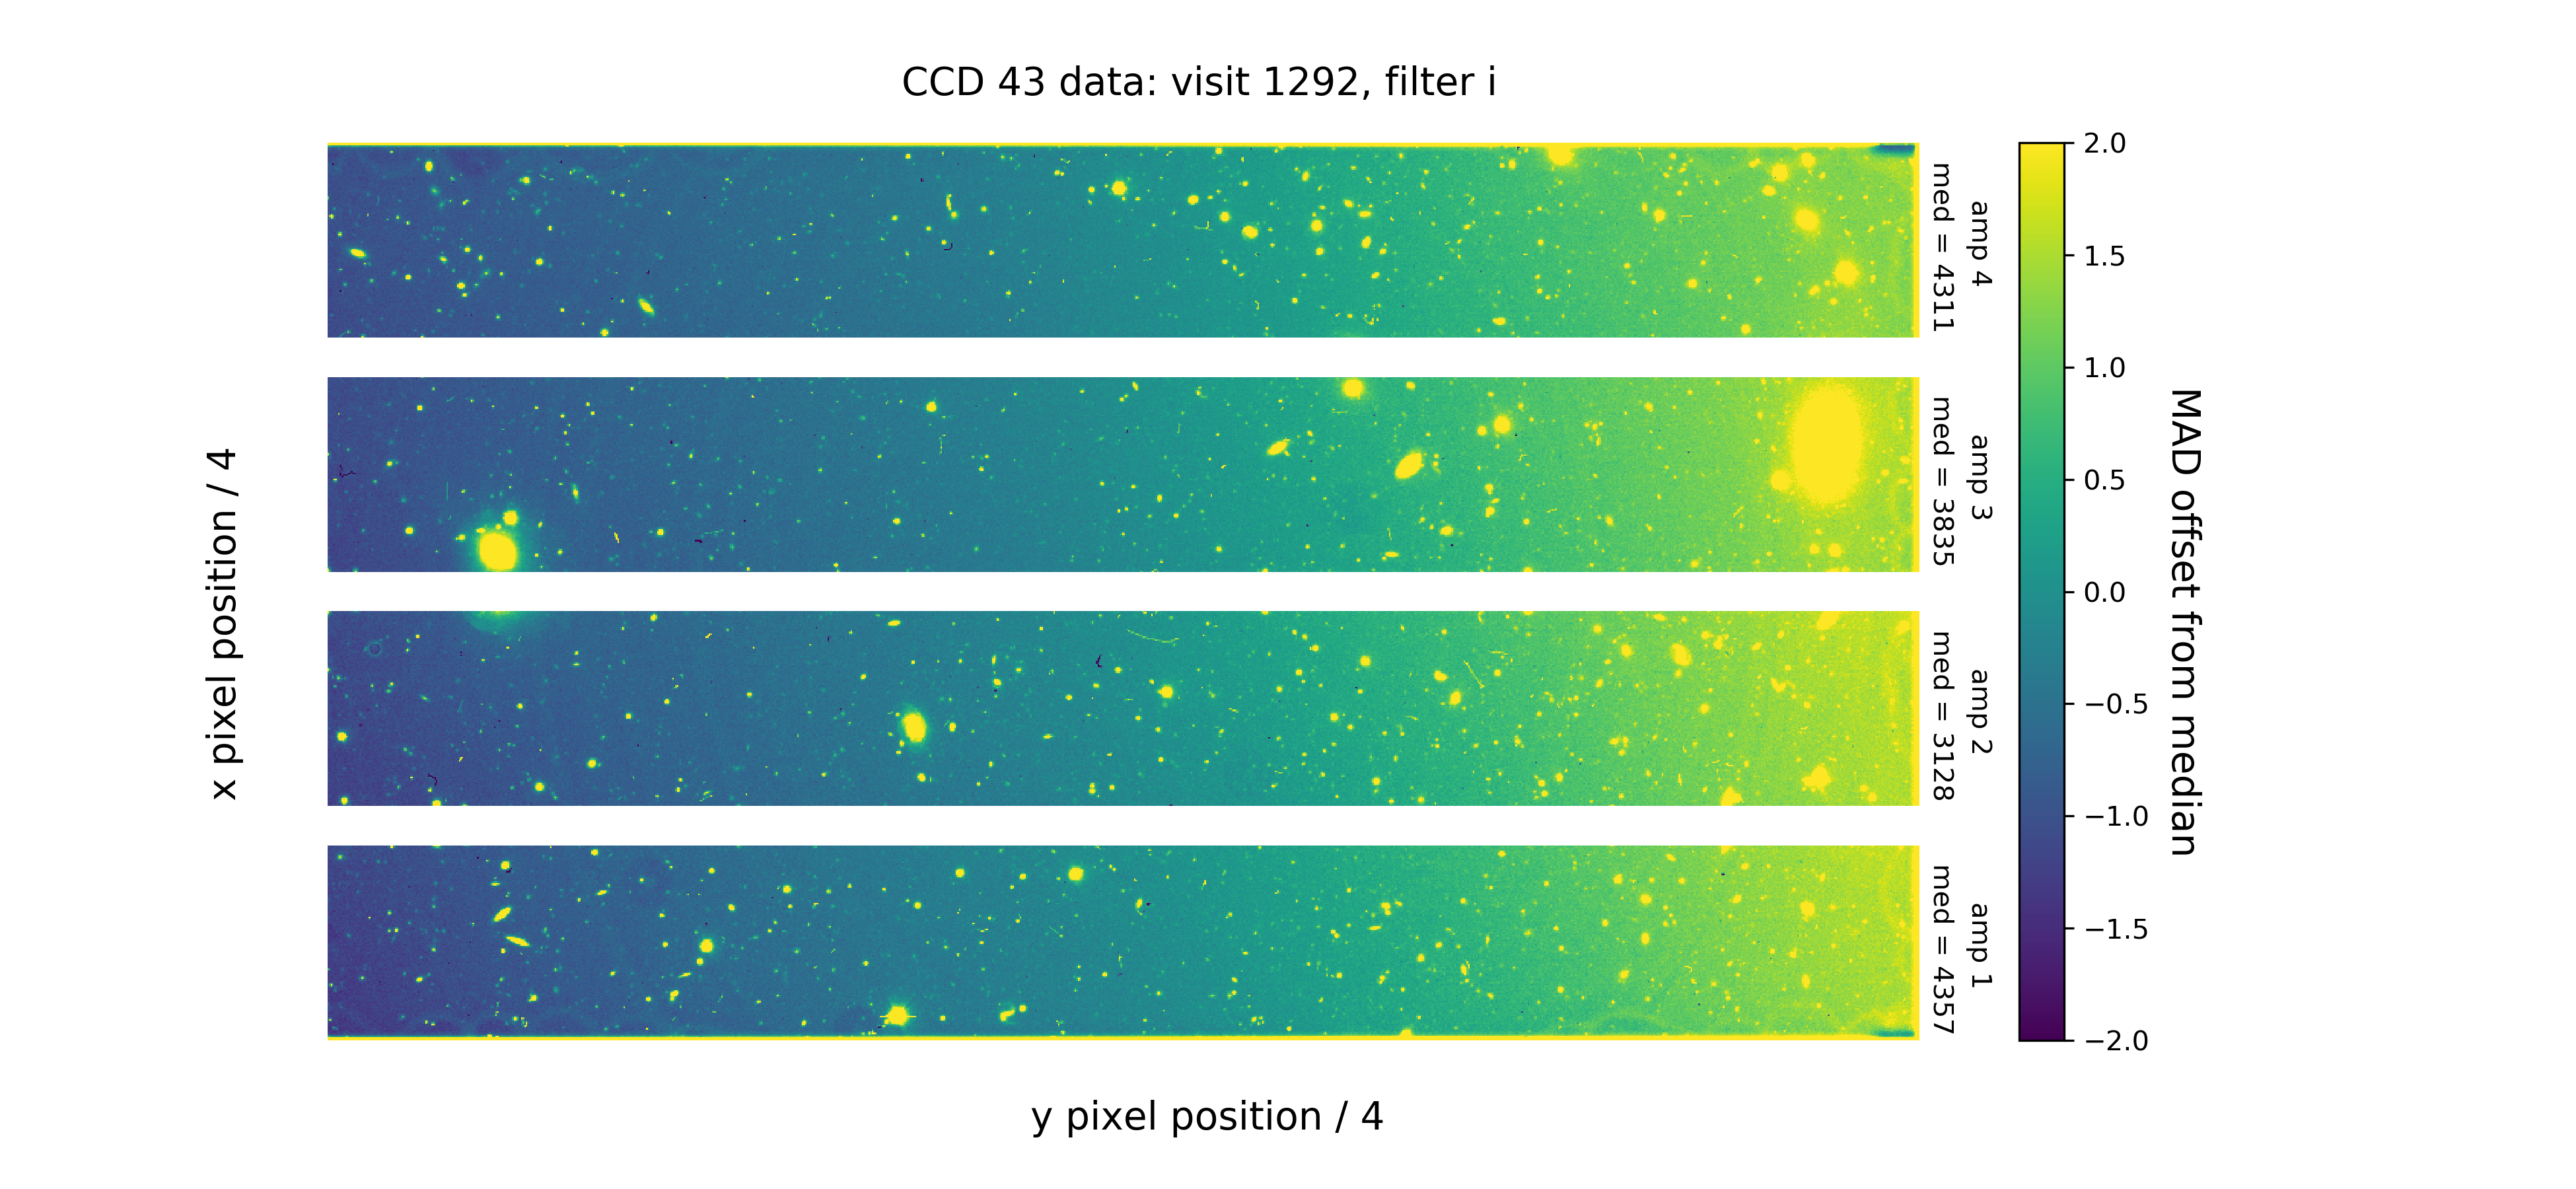 CCD 43 data: visit 1292, filter i
x pixel position / 4
y pixel position / 4
amp 4
med = 4311
amp 3
med = 3835
amp 2
med = 3128
amp 1
med = 4357
2.0
1.5
1.0
0.5
0.0
−0.5
−1.0
−1.5
−2.0
MAD offset from median